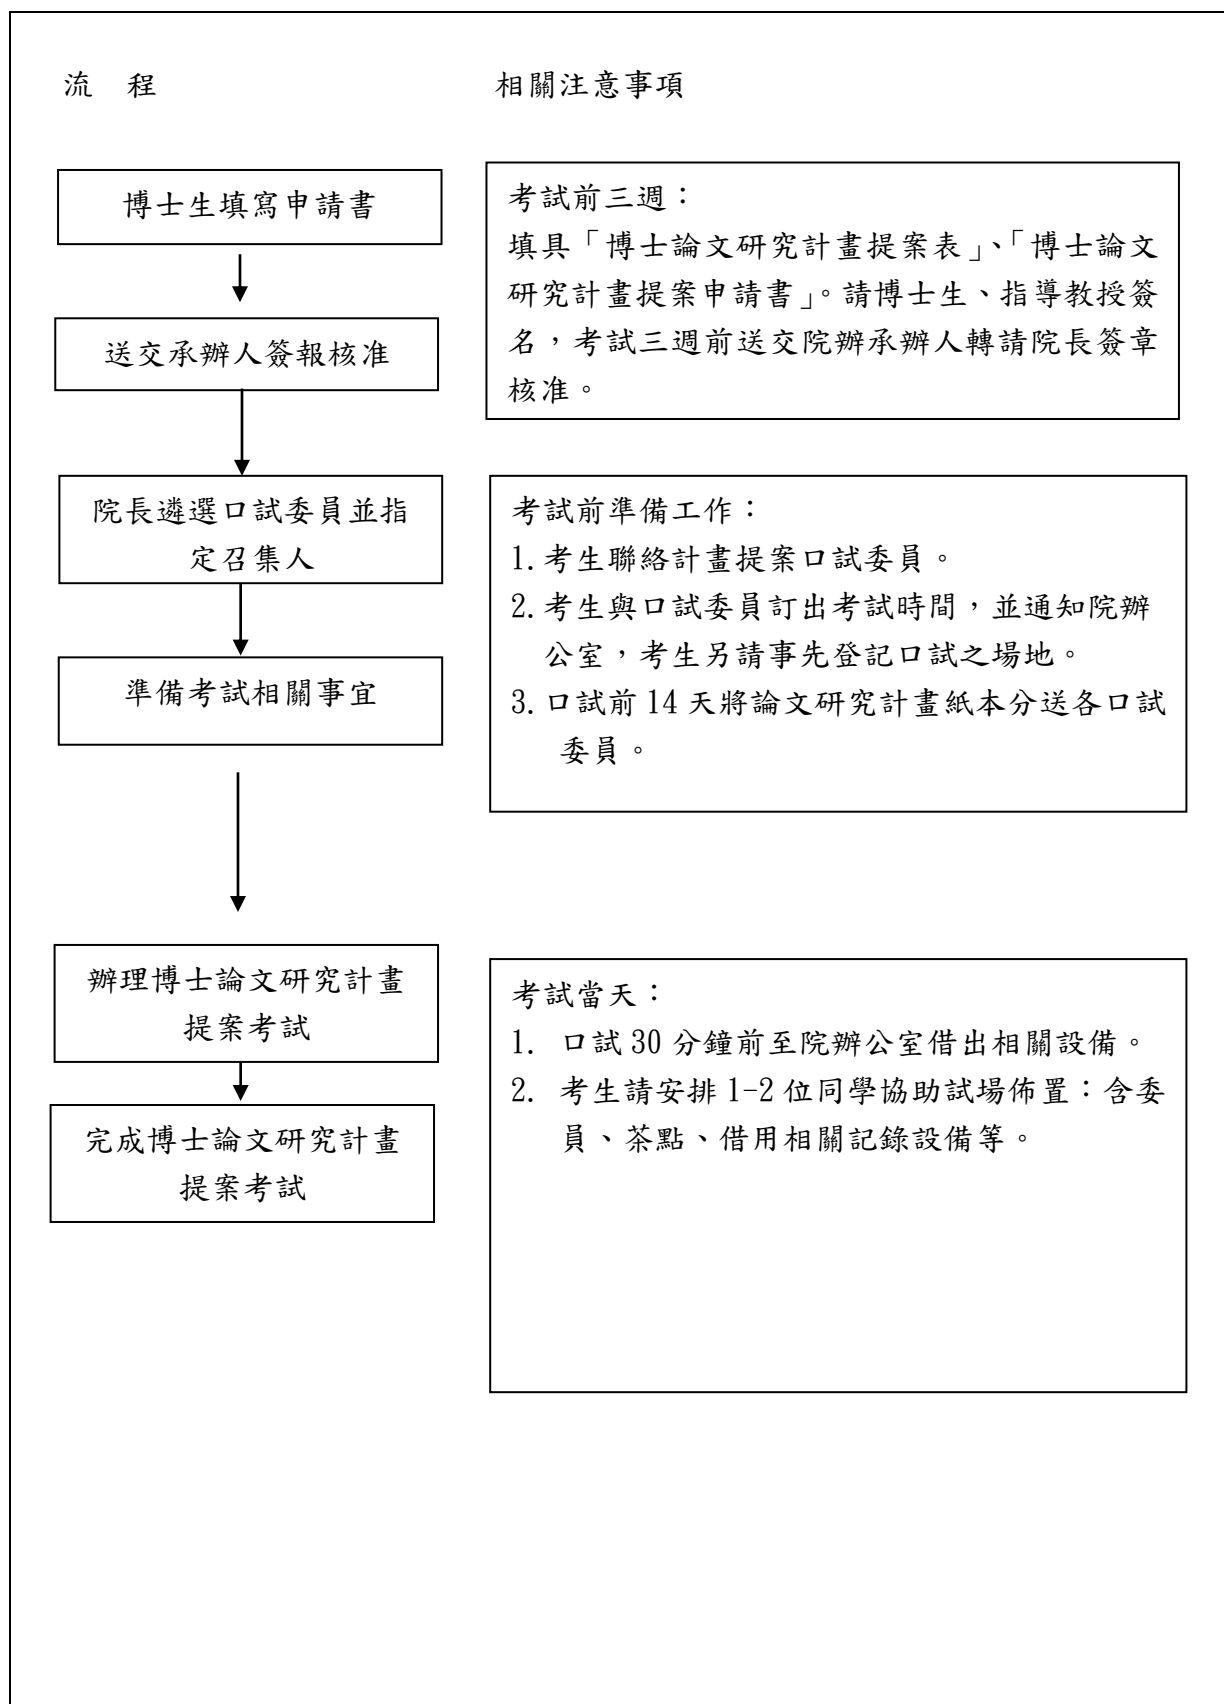 流　程
相關注意事項
博士生填寫申請書
送交承辦人簽報核准
考試前三週：
填具「博士論文研究計畫提案表」、「博士論文
研究計畫提案申請書」。請博士生、指導教授簽
名，考試三週前送交院辦承辦人轉請院長簽章
核准。
院長遴選口試委員並指
定召集人
準備考試相關事宜
考試前準備工作：
1.考生聯絡計畫提案口試委員。
2.考生與口試委員訂出考試時間，並通知院辦
公室，考生另請事先登記口試之場地。
3.口試前 14 天將論文研究計畫紙本分送各口試
委員。
辦理博士論文研究計畫
提案考試
完成博士論文研究計畫
提案考試
考試當天：
1. 口試 30 分鐘前至院辦公室借出相關設備。
2. 考生請安排 1-2 位同學協助試場佈置：含委
員、茶點、借用相關記錄設備等。